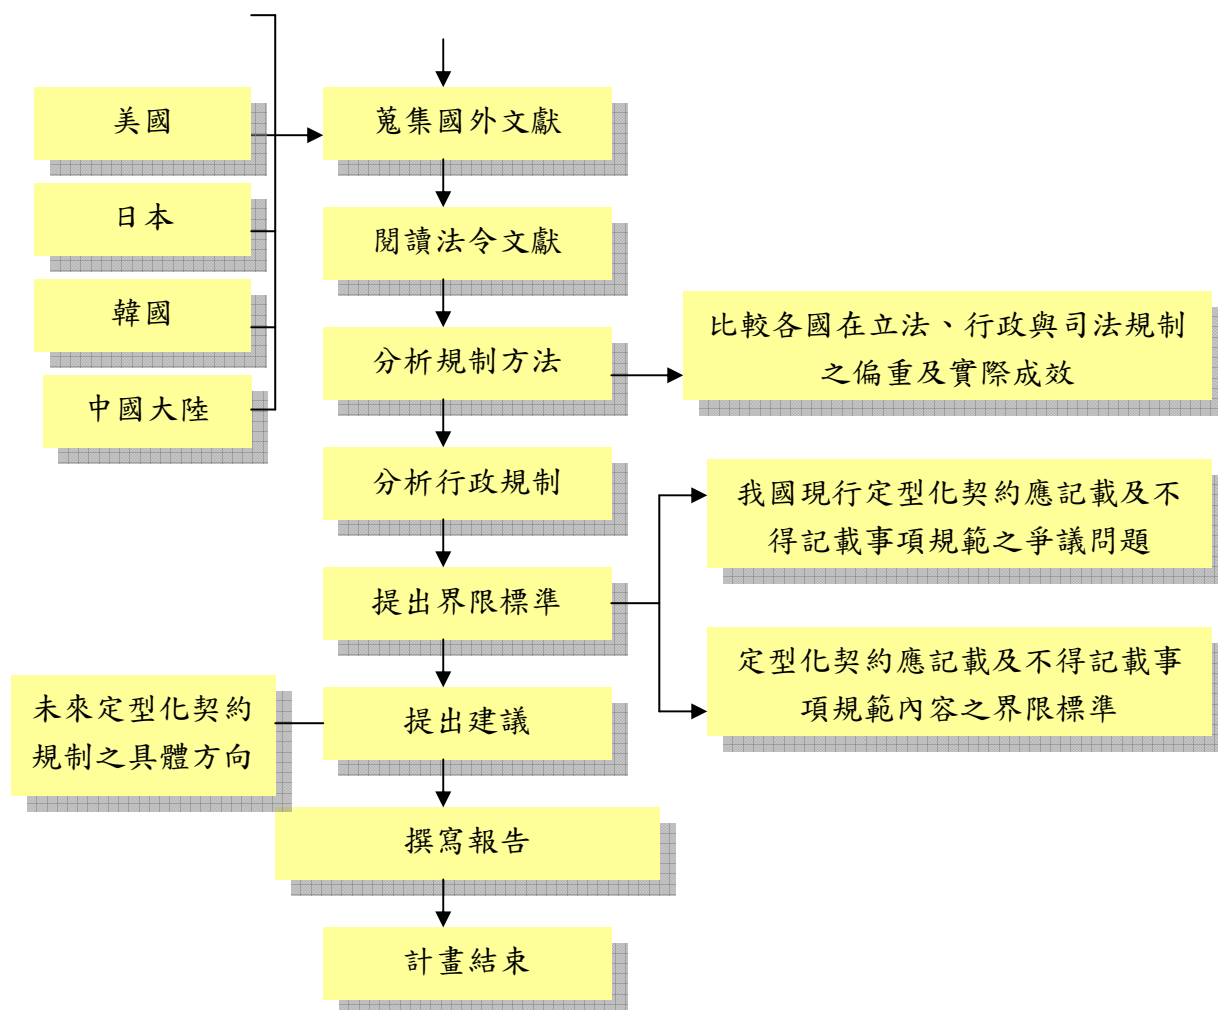 美國
日本
韓國
中國大陸
蒐集國外文獻
閱讀法令文獻
分析規制方法
比較各國在立法、行政與司法規制
之偏重及實際成效
分析行政規制
提出界限標準
我國現行定型化契約應記載及不
得記載事項規範之爭議問題
定型化契約應記載及不得記載事
項規範內容之界限標準
提出建議
未來定型化契約
規制之具體方向
撰寫報告
計畫結束